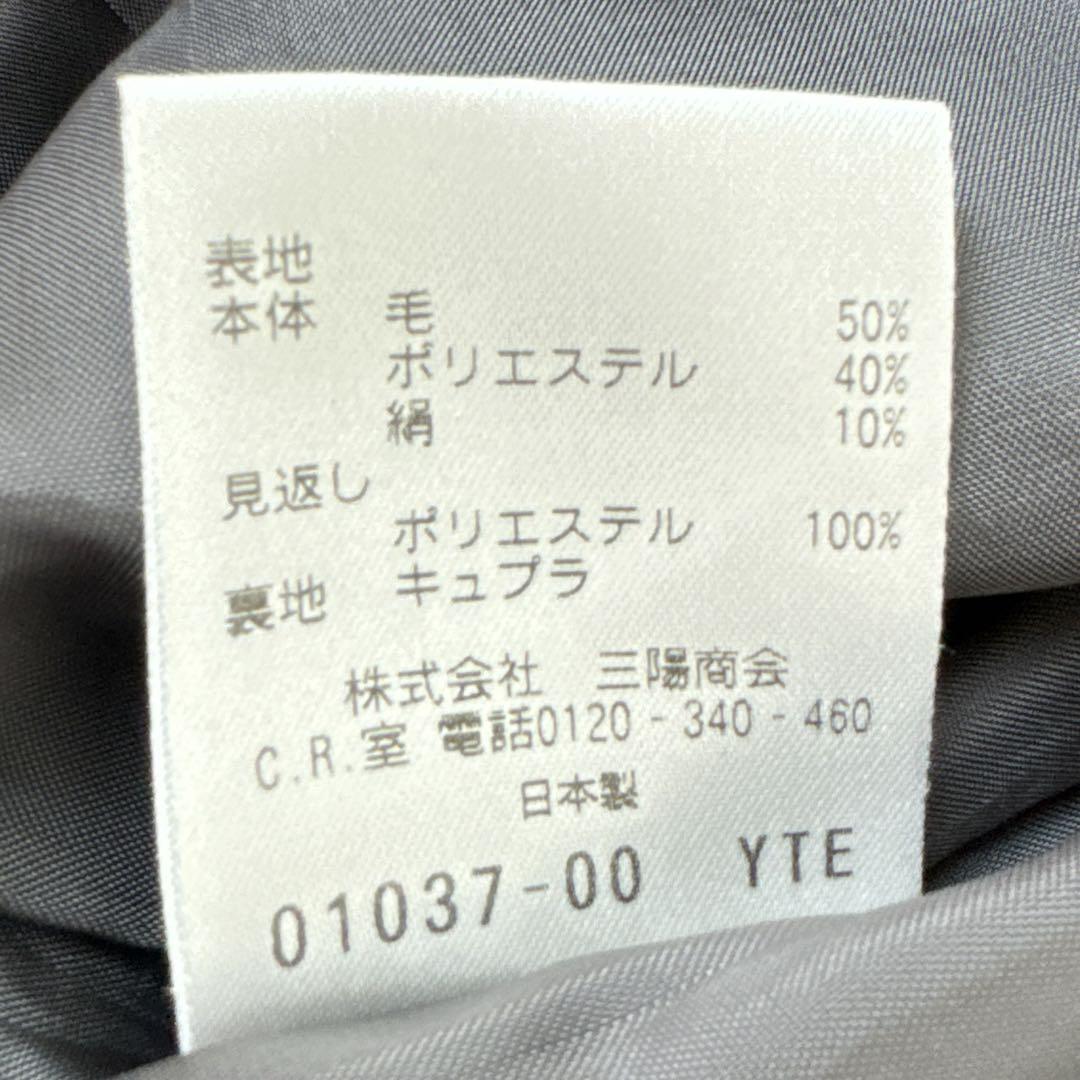 表地
本体 毛 50%
ポリエステル 40%
絹 10%
見返し
ポリエステル 100%
裏地 キュプラ
株式会社 三陽商会
C.R.室 電話0120-340-460
日本製
01037-00 YTE